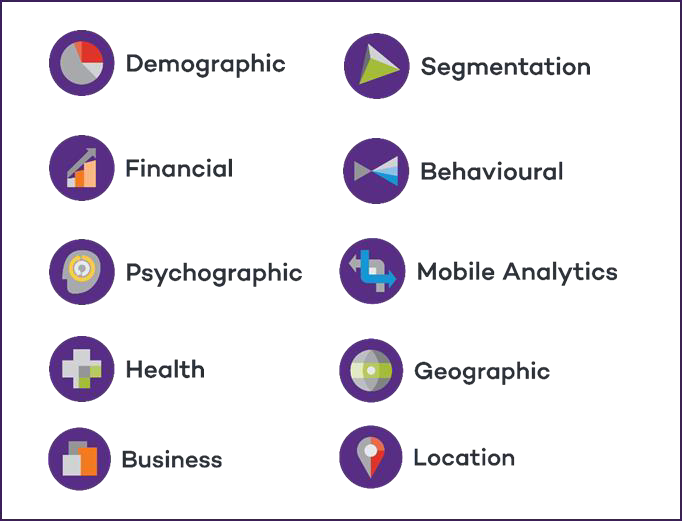 Demographic
Segmentation
Financial
Behavioural
Psychographic
Mobile Analytics
Health
Geographic
Business
Location